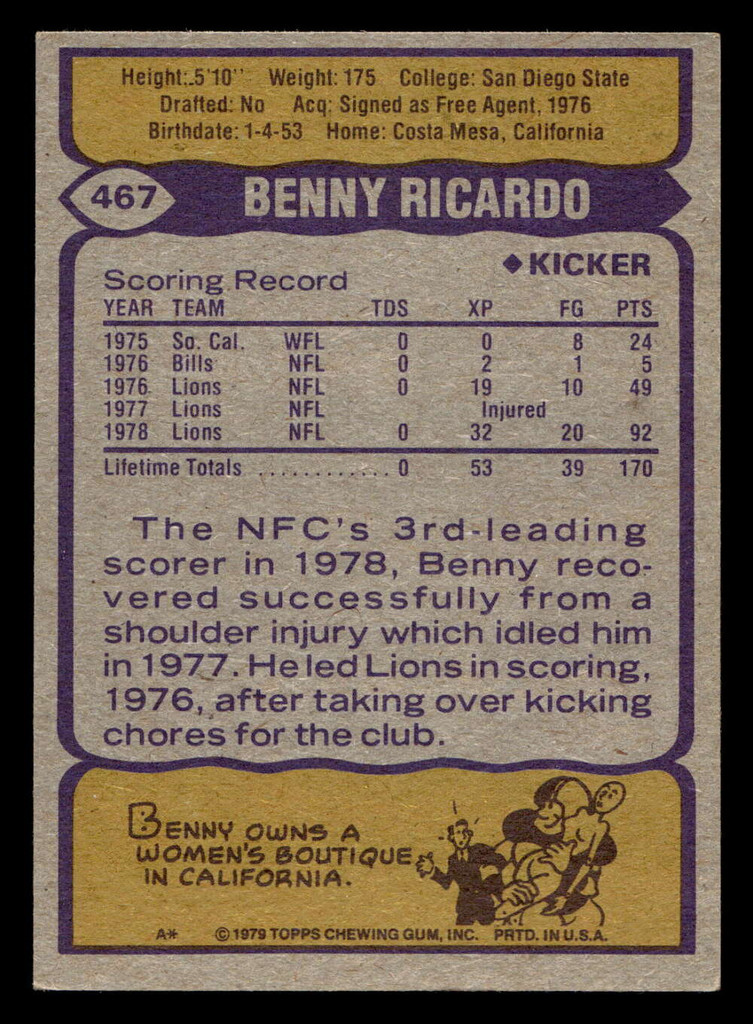 Height: 5'10" Weight: 175 College: San Diego State
Drafted: No Acq: Signed as Free Agent, 1976
Birthdate: 1-4-53 Home: Costa Mesa, California
467 BENNY RICARDO
◆KICKER
Scoring Record
YEAR TEAM TDS XP FG PTS
1975 So. Cal. WFL 0 0 8 24
1976 Bills NFL 0 2 1 5
1976 Lions NFL 0 19 10 49
1977 Lions NFL Injured
1978 Lions NFL 0 32 20 92
Lifetime Totals ............ 0 53 39 170
The NFC's 3rd-leading
scorer in 1978, Benny reco-
vered successfully from a
shoulder injury which idled him
in 1977. He led Lions in scoring,
1976, after taking over kicking
chores for the club.
BENNY OWNS A
WOMEN'S BOUTIQUE
IN CALIFORNIA.
A* © 1979 TOPPS CHEWING GUM, INC. PRTD. IN U.S.A.